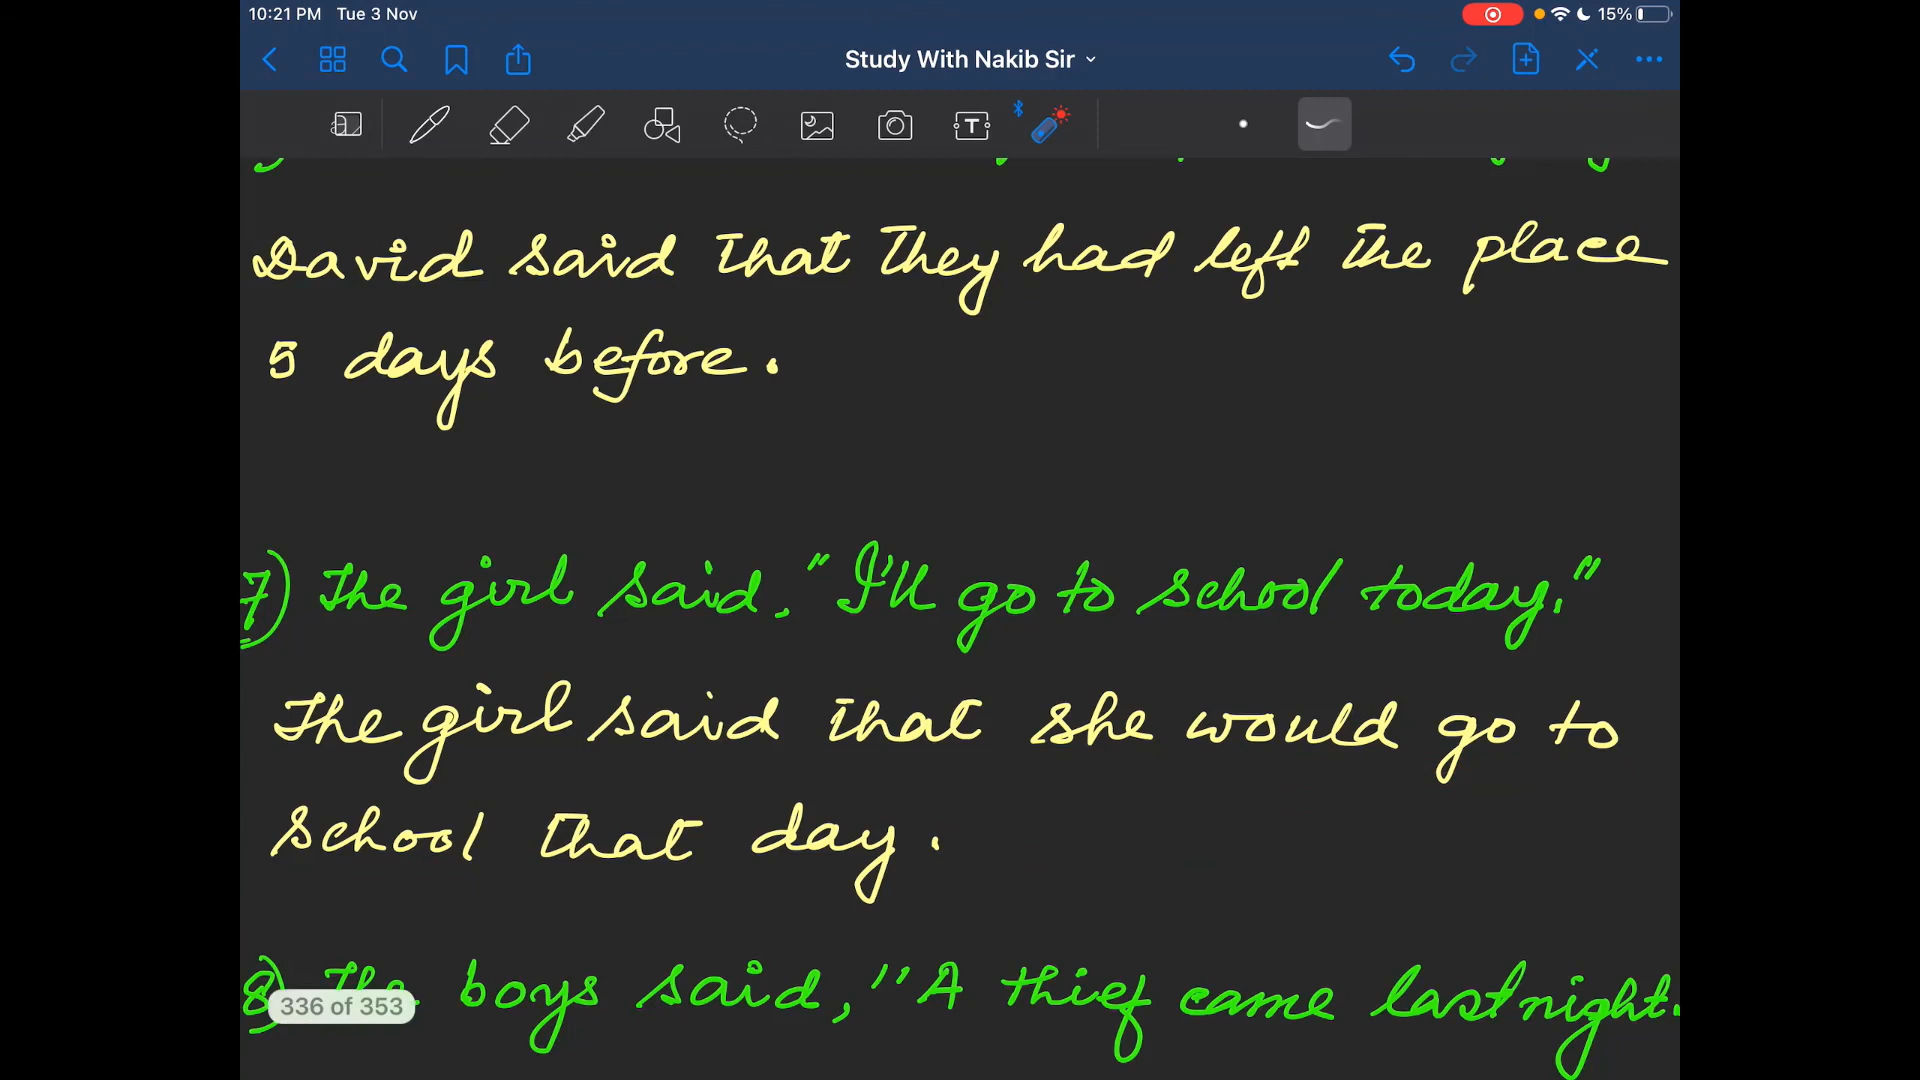 10:21 PM Tue 3 Nov
15%
Study With Nakib Sir
David said that they had left the place
5 days before.
7) The girl said, "I'll go to school today."
The girl said that she would go to
school that day.
8) The boys said, "A thief came last night.
336 of 353